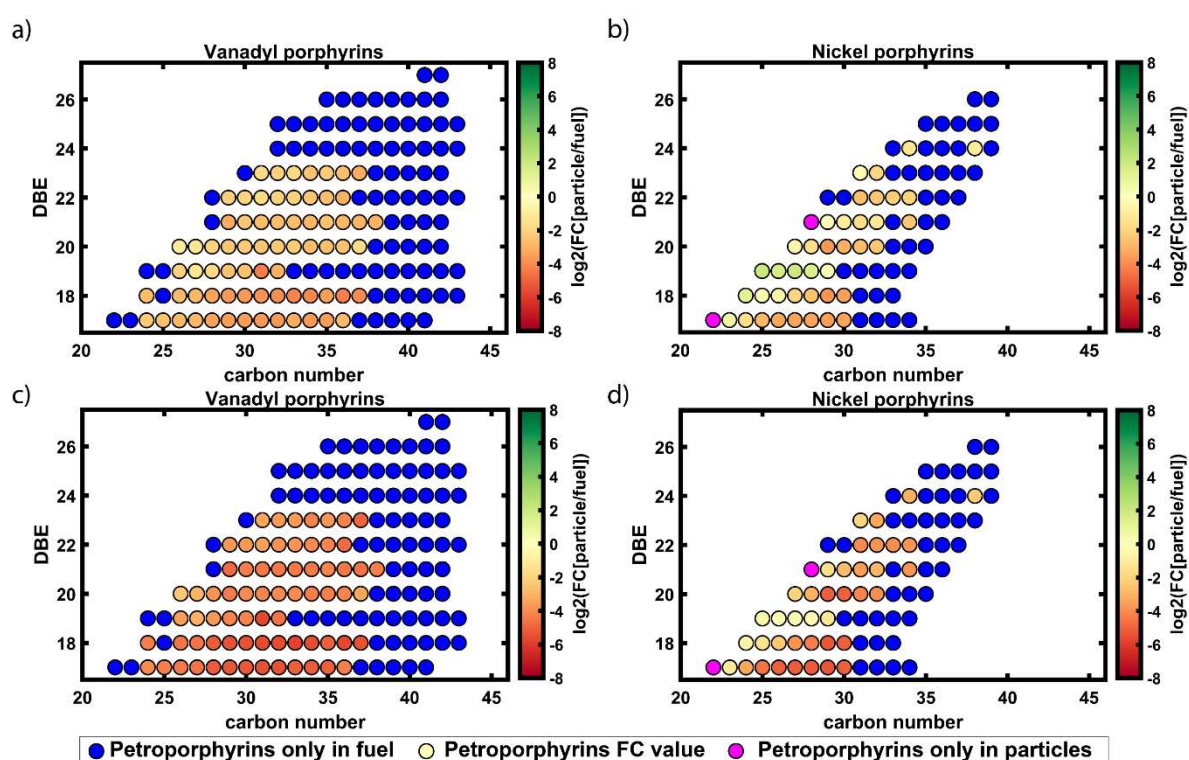 a)
Vanadyl porphyrins
DBE
26
24
22
20
18
20 25 30 35 40 45
carbon number
8
6
4
2
0
-2
-4
-6
-8
log2(FC[particle/fuel])
b)
Nickel porphyrins
DBE
26
24
22
20
18
20 25 30 35 40 45
carbon number
8
6
4
2
0
-2
-4
-6
-8
log2(FC[particle/fuel])
c)
Vanadyl porphyrins
DBE
26
24
22
20
18
20 25 30 35 40 45
carbon number
8
6
4
2
0
-2
-4
-6
-8
log2(FC[particle/fuel])
d)
Nickel porphyrins
DBE
26
24
22
20
18
20 25 30 35 40 45
carbon number
8
6
4
2
0
-2
-4
-6
-8
log2(FC[particle/fuel])
Petroporphyrins only in fuel Petroporphyrins FC value Petroporphyrins only in particles